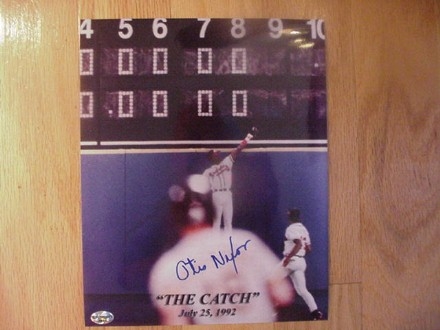 4 5 6 7 8 9 10
0 0 0 0 0
0 0 0 0 0
Otis Nixon
"THE CATCH"
July 25, 1992